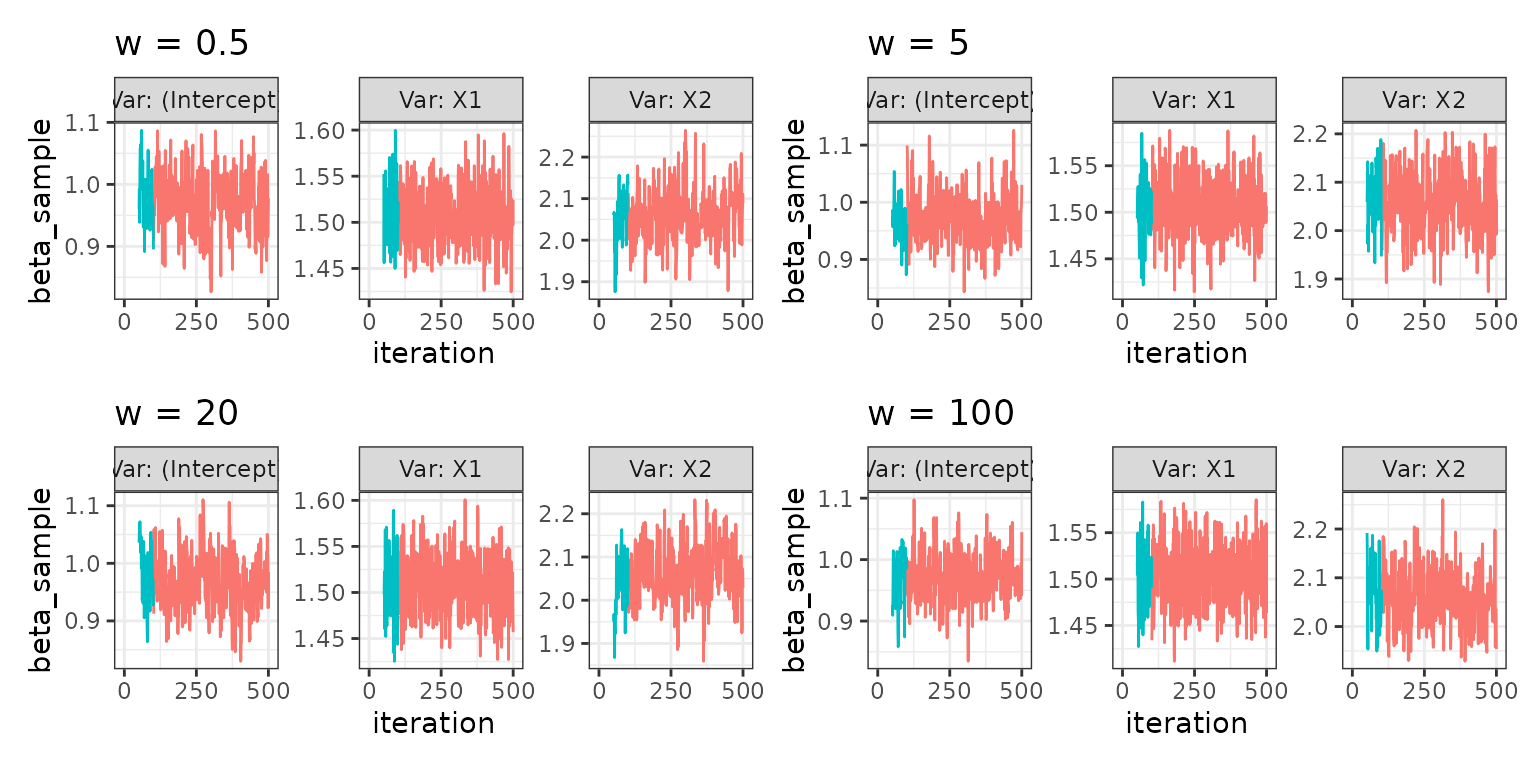 w = 0.5
w = 5
Var: (Intercept
Var: X1
Var: X2
Var: (Intercept)
Var: X1
Var: X2
beta_sample
1.1
1.0
0.9
1.60
1.55
1.50
1.45
2.2
2.1
2.0
1.9
beta_sample
1.1
1.0
0.9
1.55
1.50
1.45
2.2
2.1
2.0
1.9
0 250 500
0 250 500
0 250 500
0 250 500
0 250 500
0 250 500
iteration
iteration
w = 20
w = 100
Var: (Intercept
Var: X1
Var: X2
Var: (Intercept)
Var: X1
Var: X2
beta_sample
1.1
1.0
0.9
1.60
1.55
1.50
1.45
2.2
2.1
2.0
1.9
beta_sample
1.1
1.0
0.9
1.55
1.50
1.45
2.2
2.1
2.0
0 250 500
0 250 500
0 250 500
0 250 500
0 250 500
0 250 500
iteration
iteration